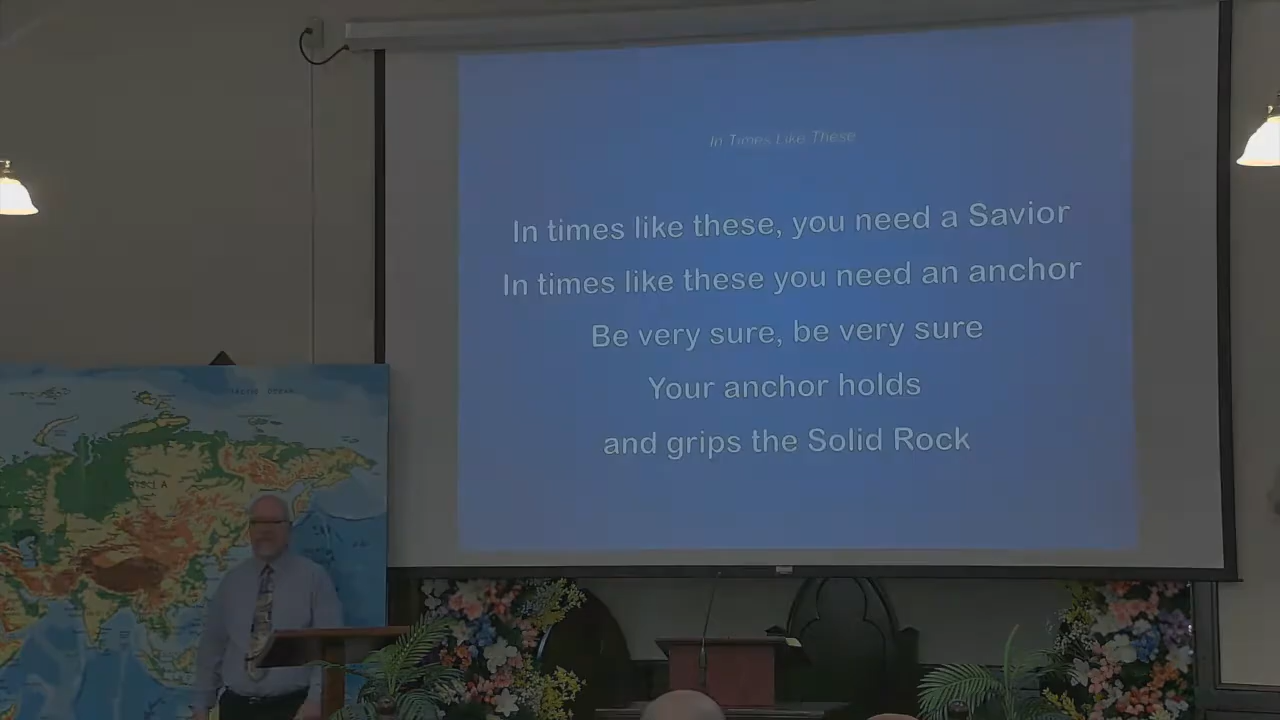 In Times Like These
In times like these, you need a Savior
In times like these you need an anchor
Be very sure, be very sure
Your anchor holds
and grips the Solid Rock